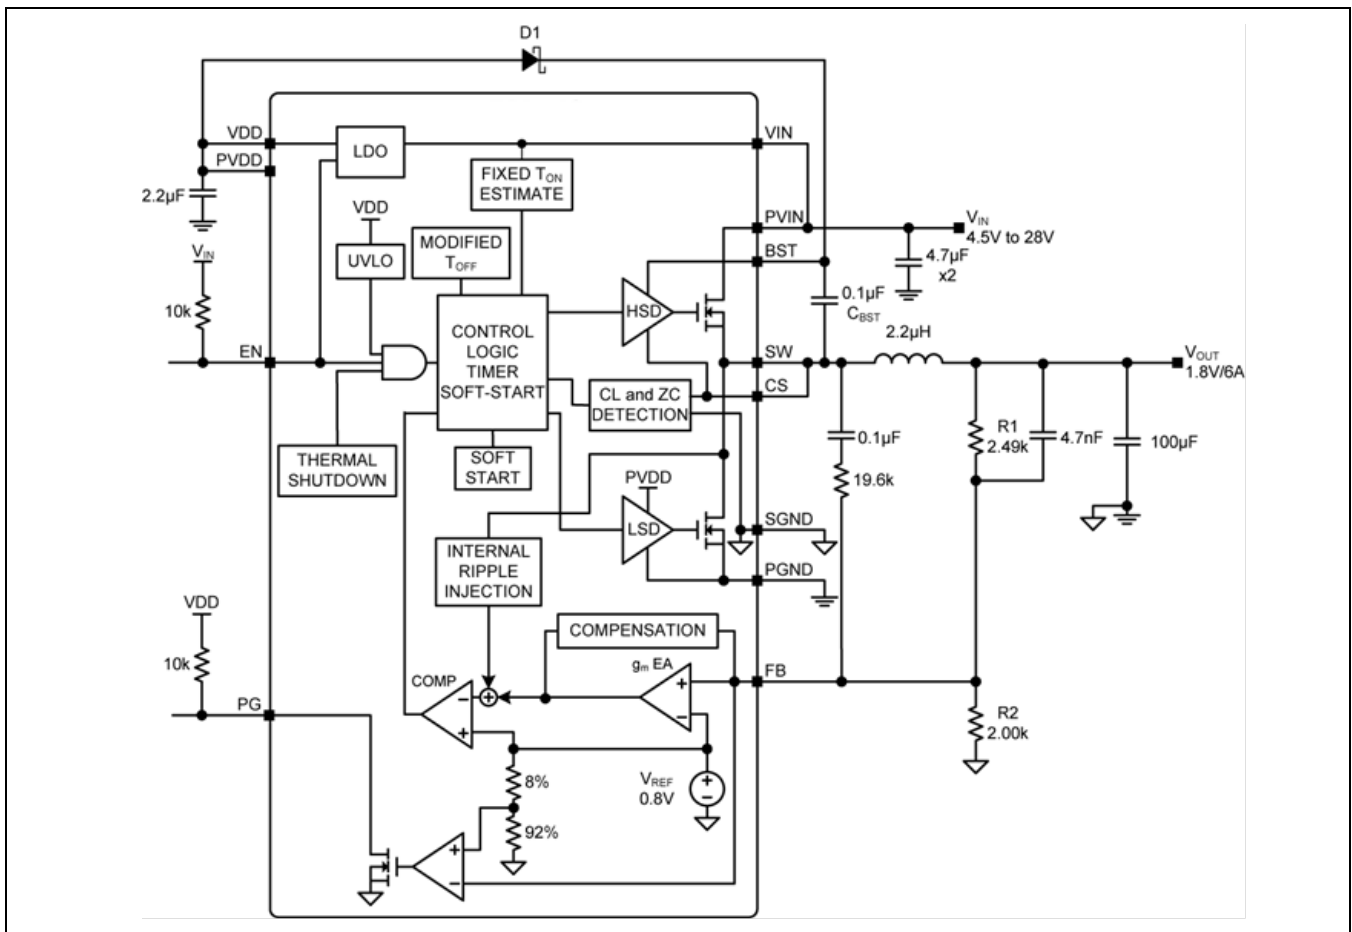 D1
VDD
LDO
VIN
PVDD
FIXED TON
ESTIMATE
2.2µF
VDD
PVIN
VIN
4.5V to 28V
MODIFIED
TOFF
VIN
UVLO
BST
4.7µF
x2
10k
HSD
0.1µF
CBST
2.2µH
CONTROL
LOGIC
TIMER
SOFT-START
EN
SW
VOUT
1.8V/6A
CS
CL and ZC
DETECTION
R1
2.49k
4.7nF
100µF
0.1µF
THERMAL
SHUTDOWN
SOFT
START
19.6k
PVDD
LSD
SGND
INTERNAL
RIPPLE
INJECTION
PGND
VDD
COMPENSATION
10k
gm EA
FB
COMP
+
−
−
+
+
PG
R2
2.00k
8%
VREF
0.8V
+
−
92%
+
−